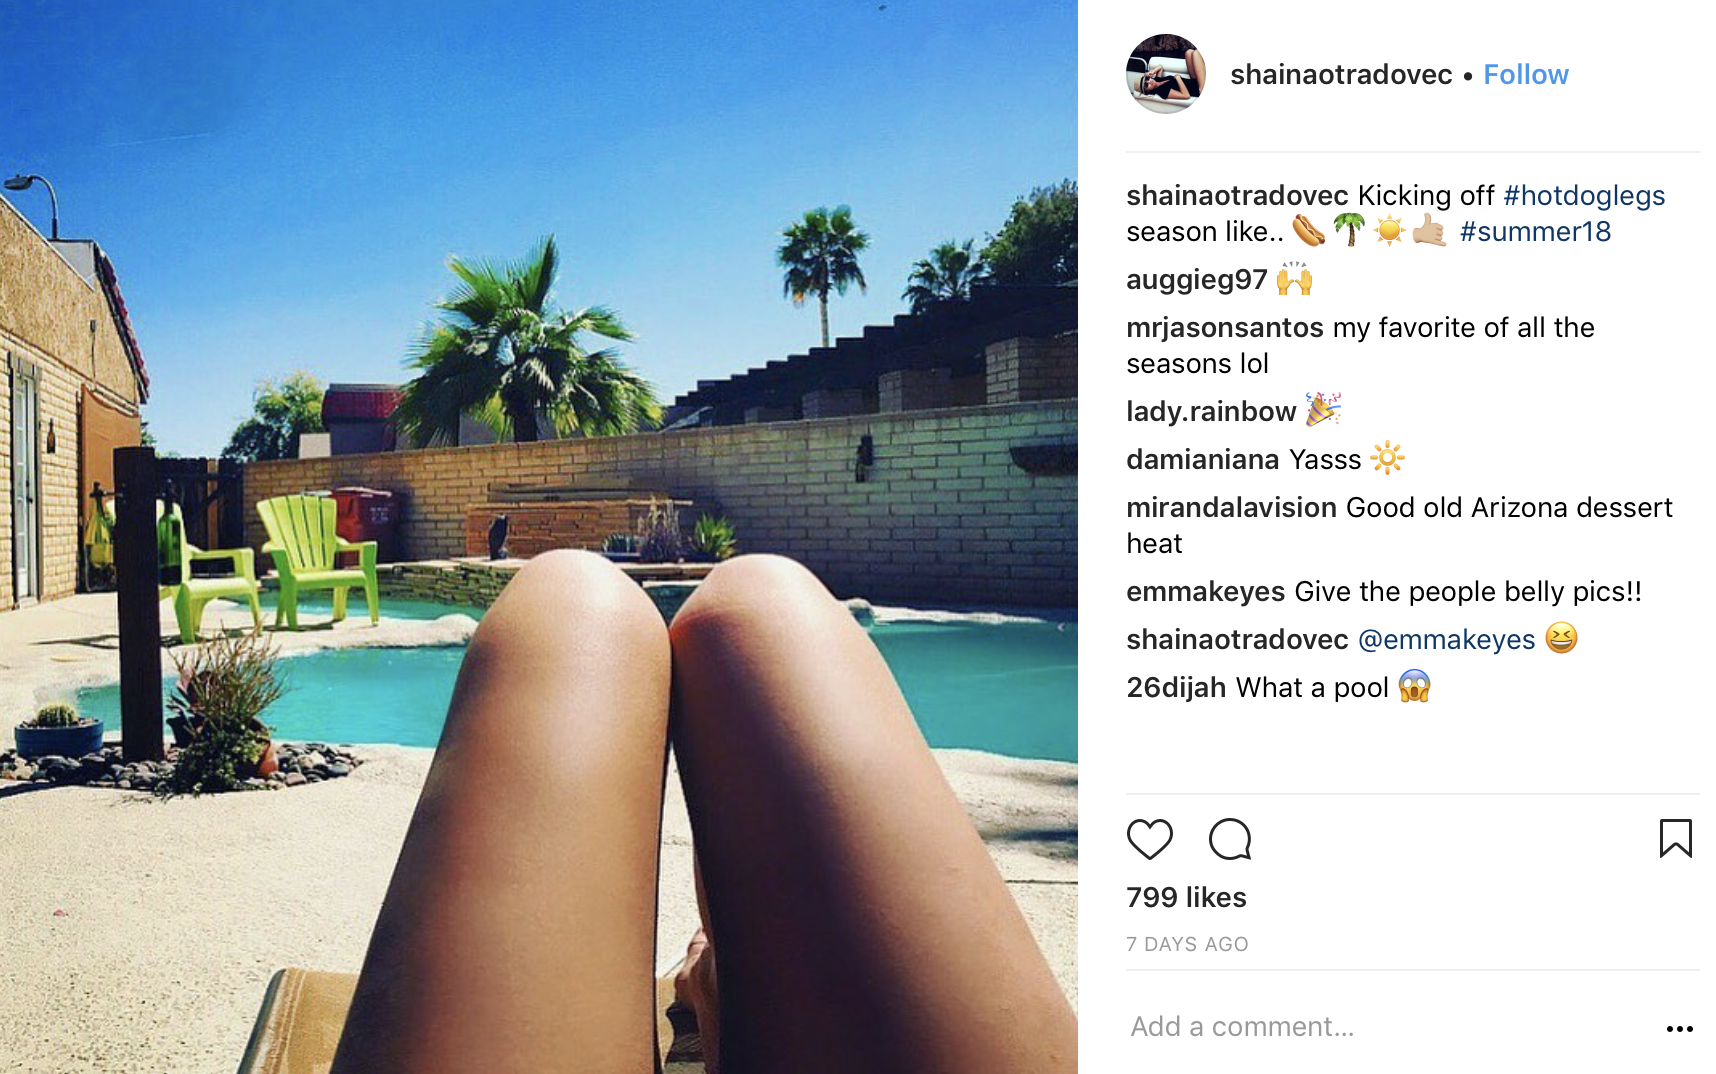 shainaotradovec • Follow
shainaotradovec Kicking off #hotdoglegs
season like.. 🌭🌴☀️🤙🏼 #summer18
auggieg97 🙌
mrjasonsantos my favorite of all the
seasons lol
lady.rainbow 🎉
damianiana Yasss 🔆
mirandalavision Good old Arizona dessert
heat
emmakeyes Give the people belly pics!!
shainaotradovec @emmakeyes 😆
26dijah What a pool 😱
799 likes
7 DAYS AGO
Add a comment...